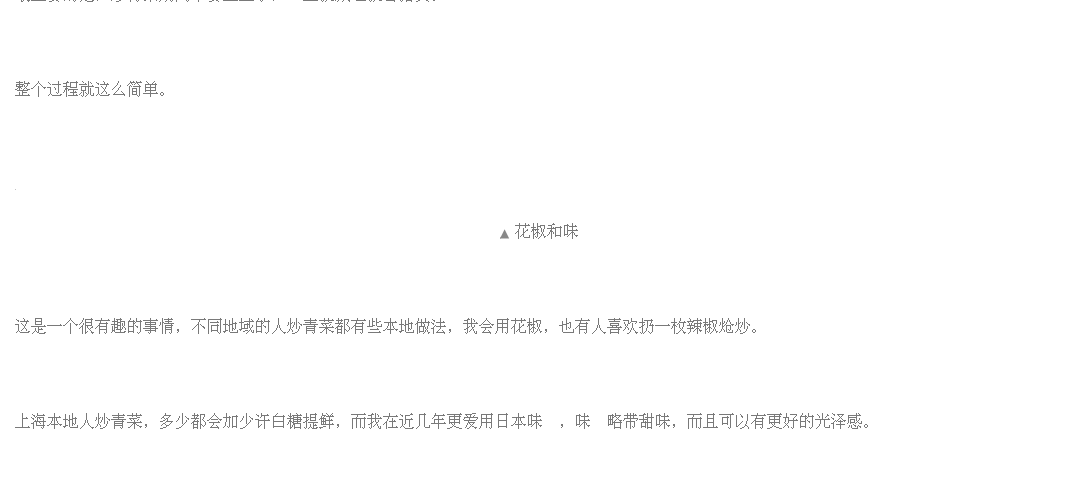 整个过程就这么简单。
▲花椒和味
这是一个很有趣的事情，不同地域的人炒青菜都有些本地做法，我会用花椒，也有人喜欢扔一枚辣椒炝炒。
上海本地人炒青菜，多少都会加少许白糖提鲜，而我在近几年更爱用日本味　，味　略带甜味，而且可以有更好的光泽感。